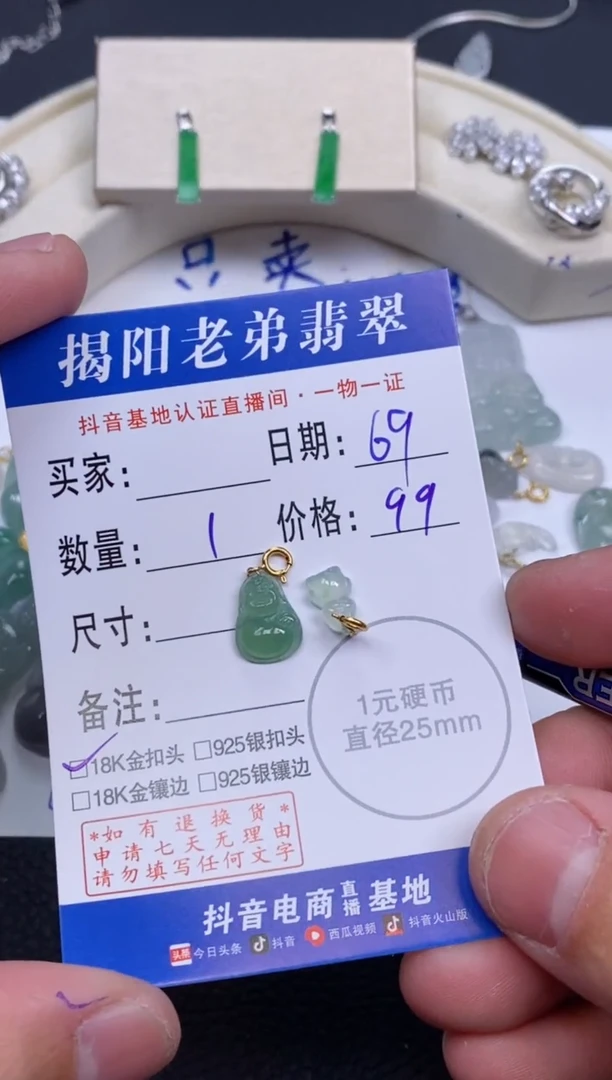 只卖
揭阳老弟翡翠
抖音基地认证直播间·一物一证
买家:
日期: 69
数量: 1
价格: 99
尺寸:
备注:
1元硬币
直径25mm
18K金扣头 925银扣头
18K金镶边 925银镶边
*如有退换货*
申请七天无理由
请勿填写任何文字
抖音电商直播基地
头条 今日头条 抖音 西瓜视频 抖音火山版